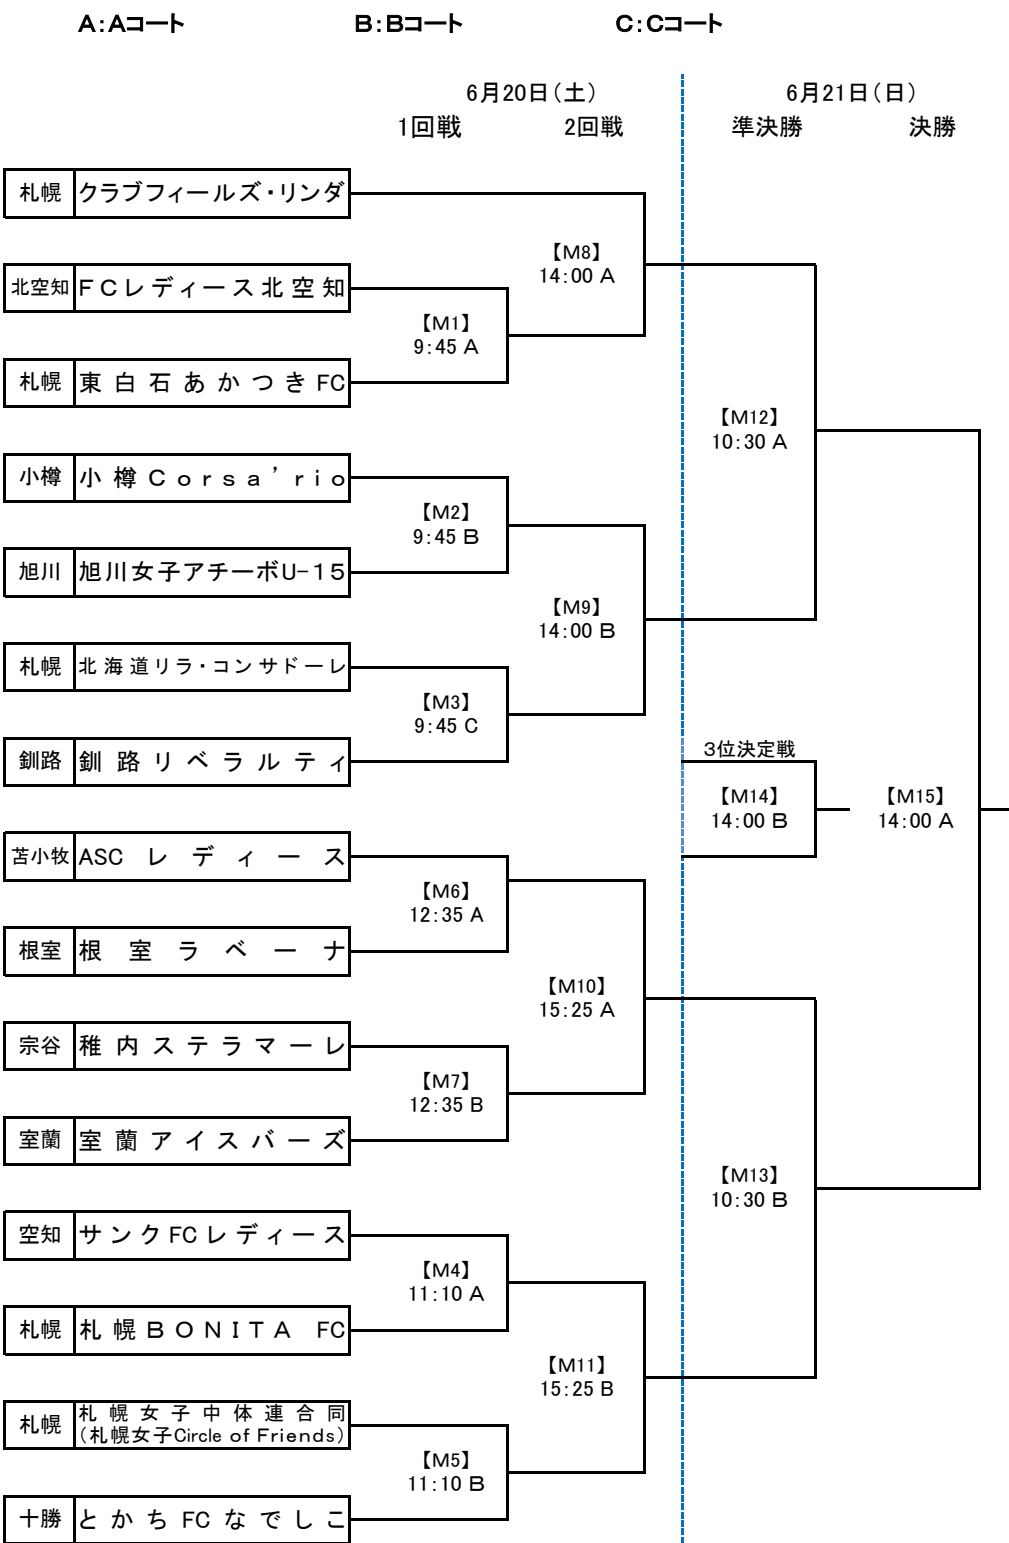 A：Aコート B：Bコート C：Cコート
6月20日（土） 6月21日（日）
1回戦 2回戦 準決勝 決勝
札幌 クラブフィールズ・リンダ
【M8】
14：00 A
北空知 FCレディース北空知
【M1】
9：45 A
札幌 東白石あかつきFC
【M12】
10：30 A
小樽 小樽Corsa’rio
【M2】
9：45 B
旭川 旭川女子アチーボU-15
【M9】
14：00 B
札幌 北海道リラ・コンサドーレ
【M3】
9：45 C
釧路 釧路リベラルティ
3位決定戦
【M14】
14：00 B
【M15】
14：00 A
苫小牧 ASCレディース
【M6】
12：35 A
根室 根室ラベーナ
【M10】
15：25 A
宗谷 稚内ステラマーレ
【M7】
12：35 B
室蘭 室蘭アイスバーズ
【M13】
10：30 B
空知 サンクFCレディース
【M4】
11：10 A
札幌 札幌BONITA FC
【M11】
15：25 B
札幌 札幌女子中体連合同
（札幌女子Circle of Friends）
【M5】
11：10 B
十勝 とかちFCなでしこ